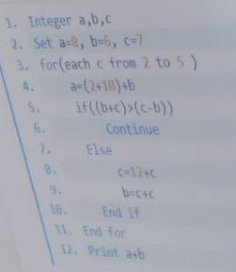 1. Integer a,b,c
2. Set a=8, b=6, c=7
3. for(each c from 2 to 5 )
4. a=(2+10)+b
5. if((b+c)>(c-b))
6. Continue
7. Else
8. c=12+c
9. b=c+c
10. End if
11. End for
12. Print a+b